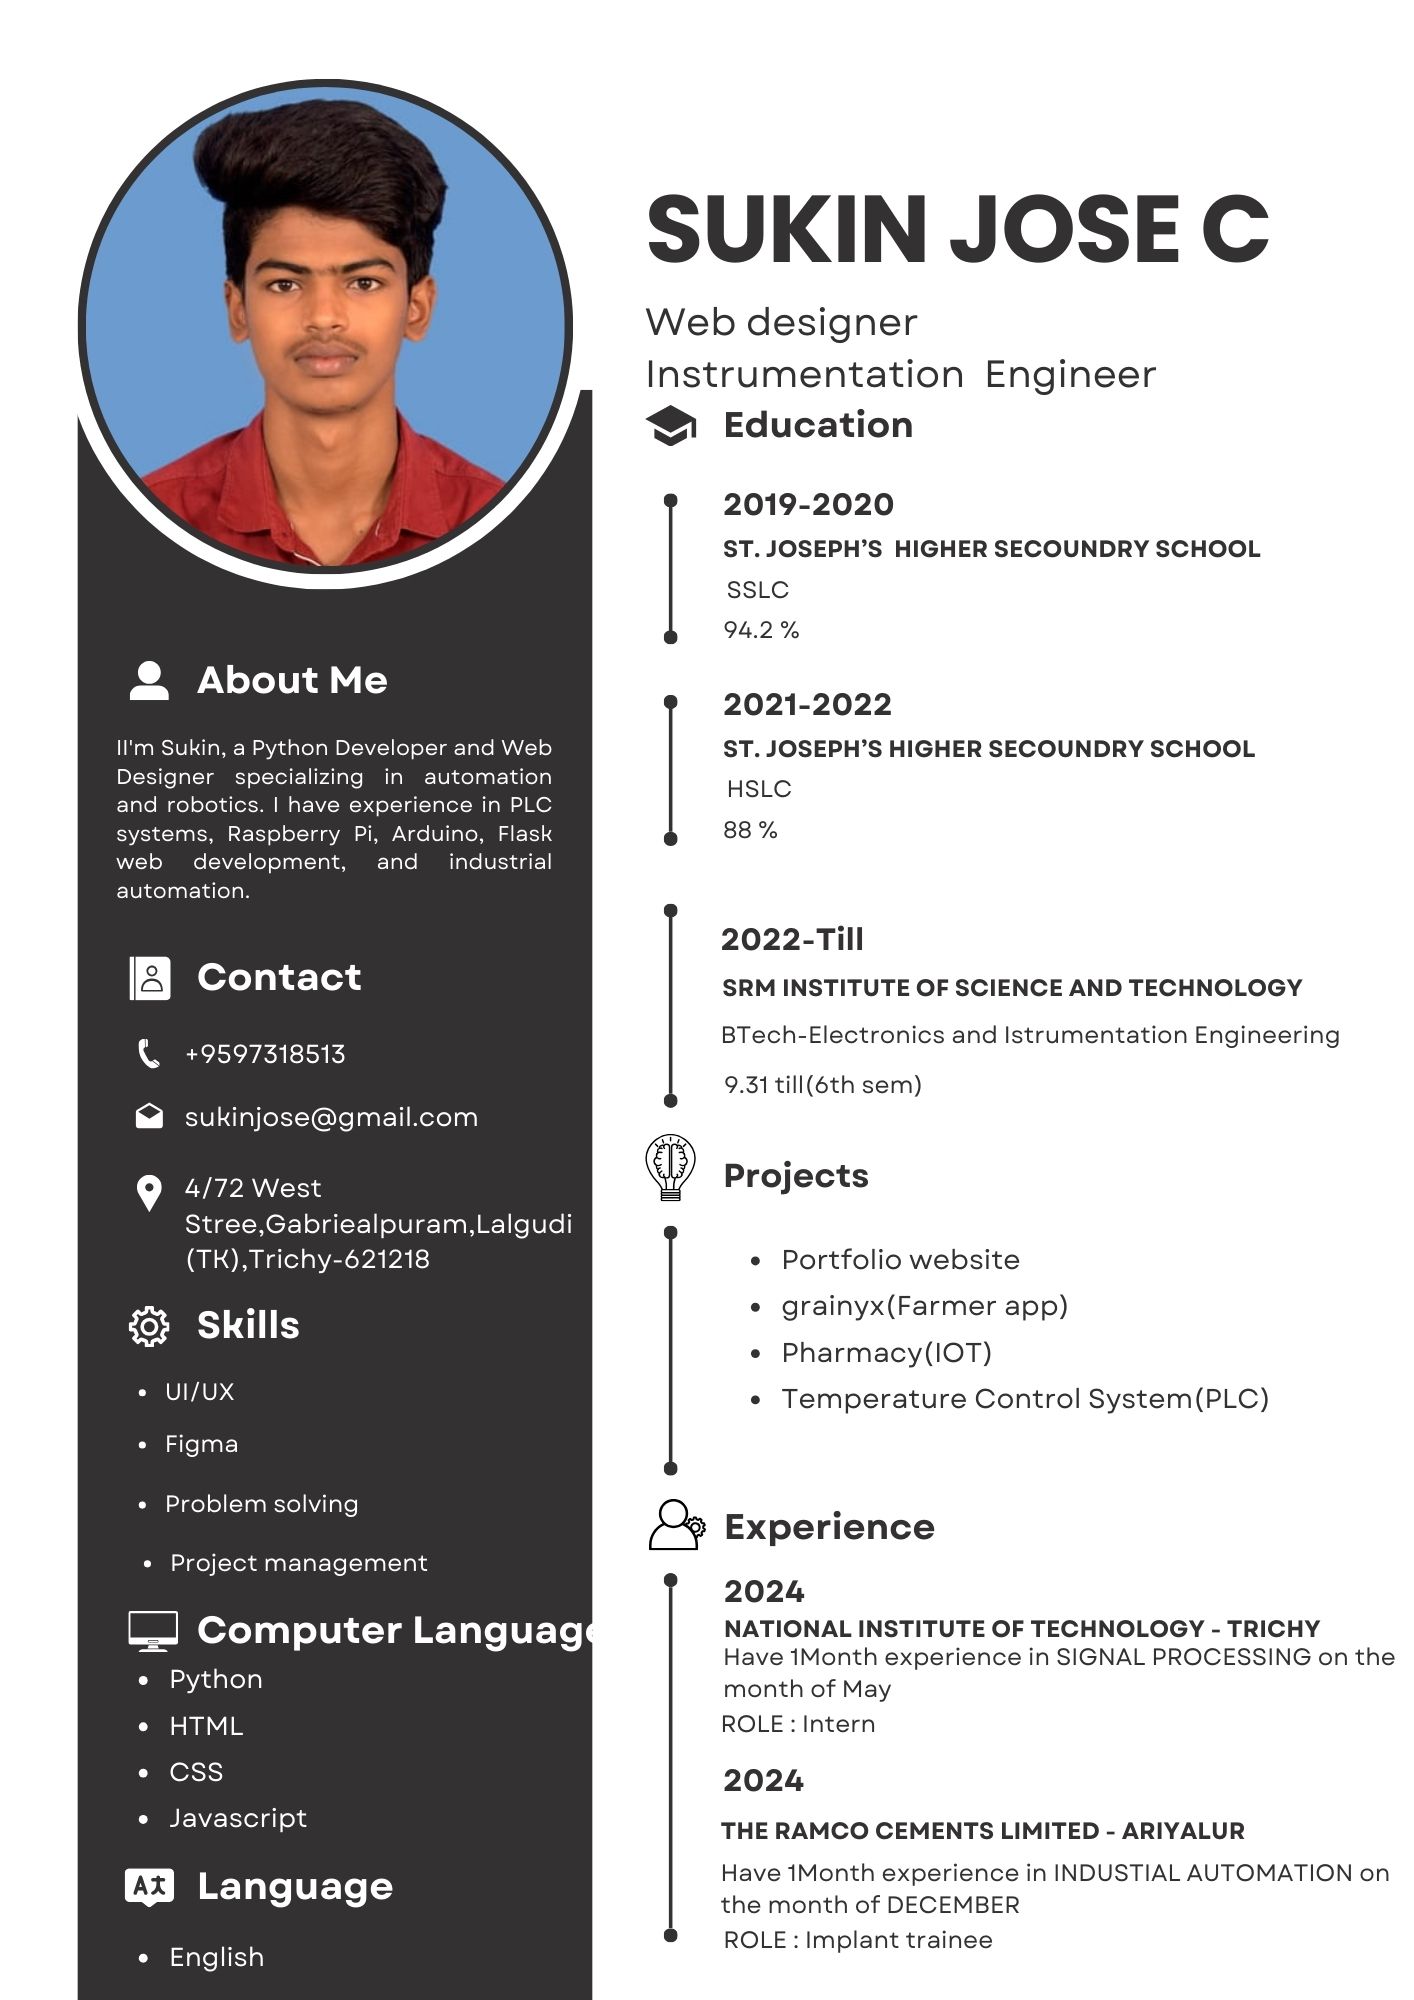 SUKIN JOSE C
Web designer
Instrumentation Engineer
About Me
II'm Sukin, a Python Developer and Web
Designer specializing in automation
and robotics. I have experience in PLC
systems, Raspberry Pi, Arduino, Flask
web development, and industrial
automation.
Contact
+9597318513
sukinjose@gmail.com
4/72 West
Stree,Gabriealpuram,Lalgudi
(TK),Trichy-621218
Skills
• UI/UX
• Figma
• Problem solving
• Project management
Computer Language
• Python
• HTML
• CSS
• Javascript
Language
• English
Education
2019-2020
ST. JOSEPH’S HIGHER SECOUNDRY SCHOOL
SSLC
94.2 %
2021-2022
ST. JOSEPH’S HIGHER SECOUNDRY SCHOOL
HSLC
88 %
2022-Till
SRM INSTITUTE OF SCIENCE AND TECHNOLOGY
BTech-Electronics and Istrumentation Engineering
9.31 till(6th sem)
Projects
• Portfolio website
• grainyx(Farmer app)
• Pharmacy(IOT)
• Temperature Control System(PLC)
Experience
2024
NATIONAL INSTITUTE OF TECHNOLOGY - TRICHY
Have 1Month experience in SIGNAL PROCESSING on the
month of May
ROLE : Intern
2024
THE RAMCO CEMENTS LIMITED - ARIYALUR
Have 1Month experience in INDUSTIAL AUTOMATION on
the month of DECEMBER
ROLE : Implant trainee